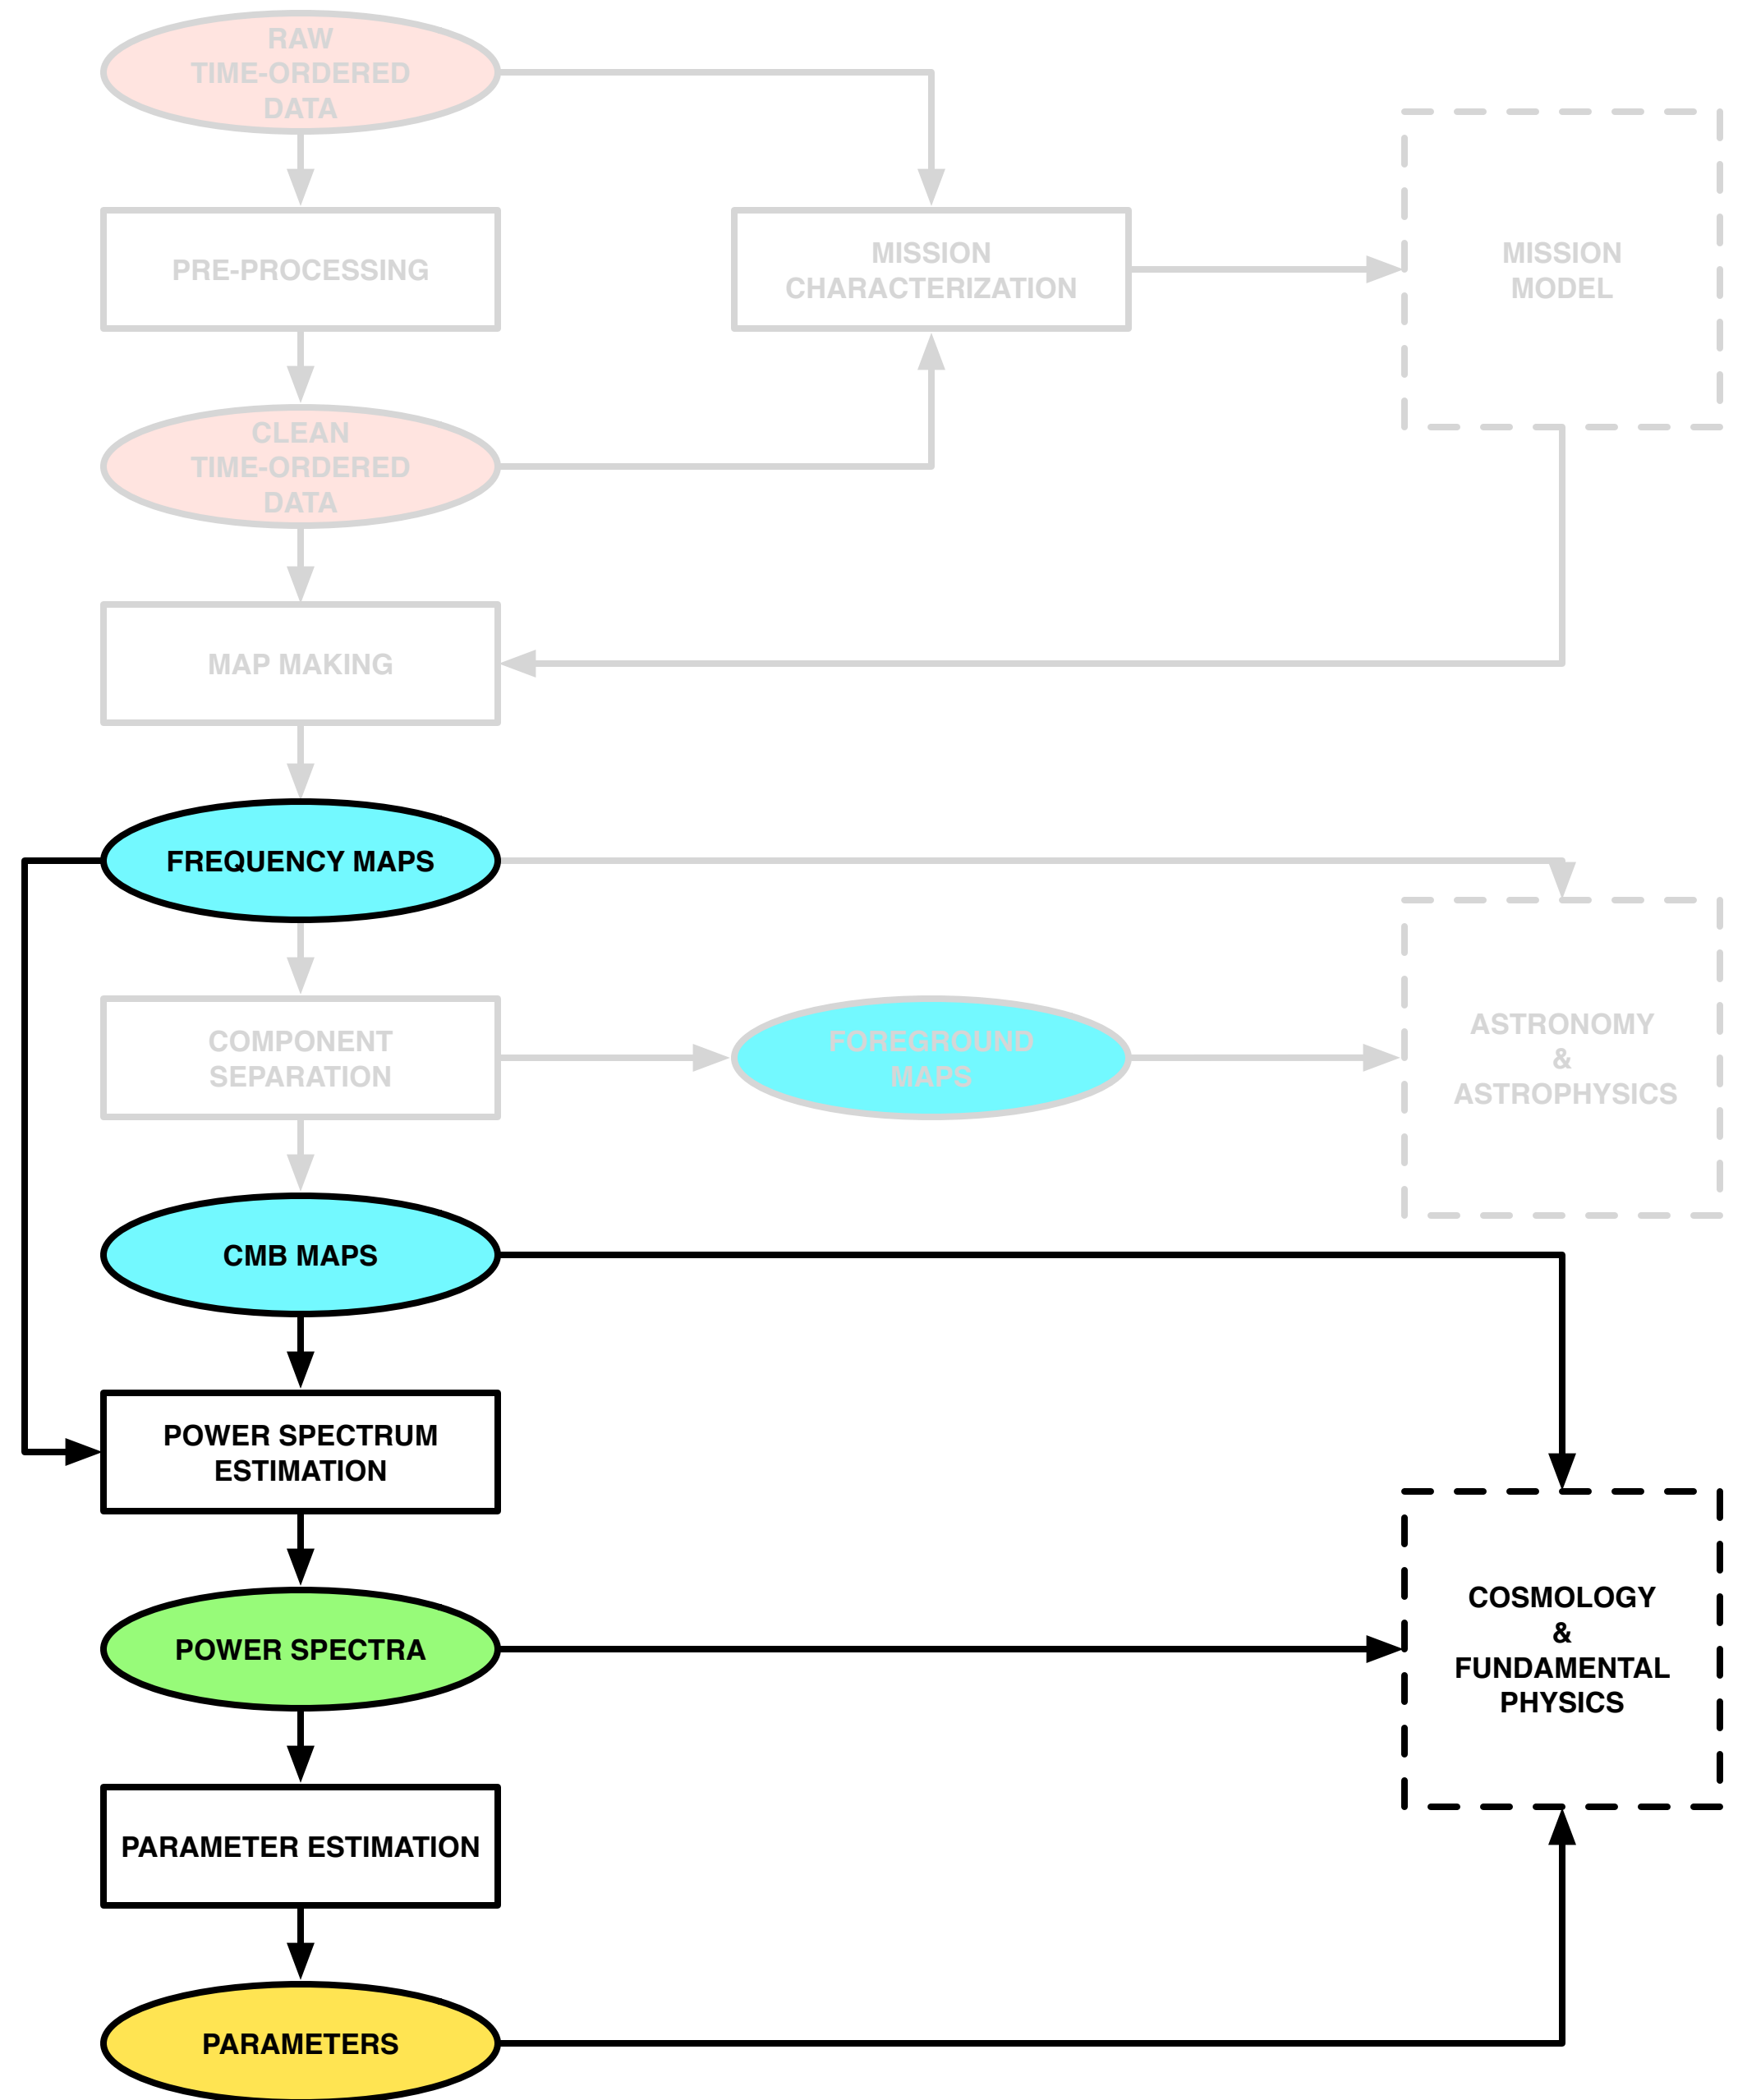 RAW
TIME-ORDERED
DATA
PRE-PROCESSING
MISSION
CHARACTERIZATION
MISSION
MODEL
CLEAN
TIME-ORDERED
DATA
MAP MAKING
FREQUENCY MAPS
COMPONENT
SEPARATION
FOREGROUND
MAPS
ASTRONOMY
&
ASTROPHYSICS
CMB MAPS
POWER SPECTRUM
ESTIMATION
POWER SPECTRA
COSMOLOGY
&
FUNDAMENTAL
PHYSICS
PARAMETER ESTIMATION
PARAMETERS